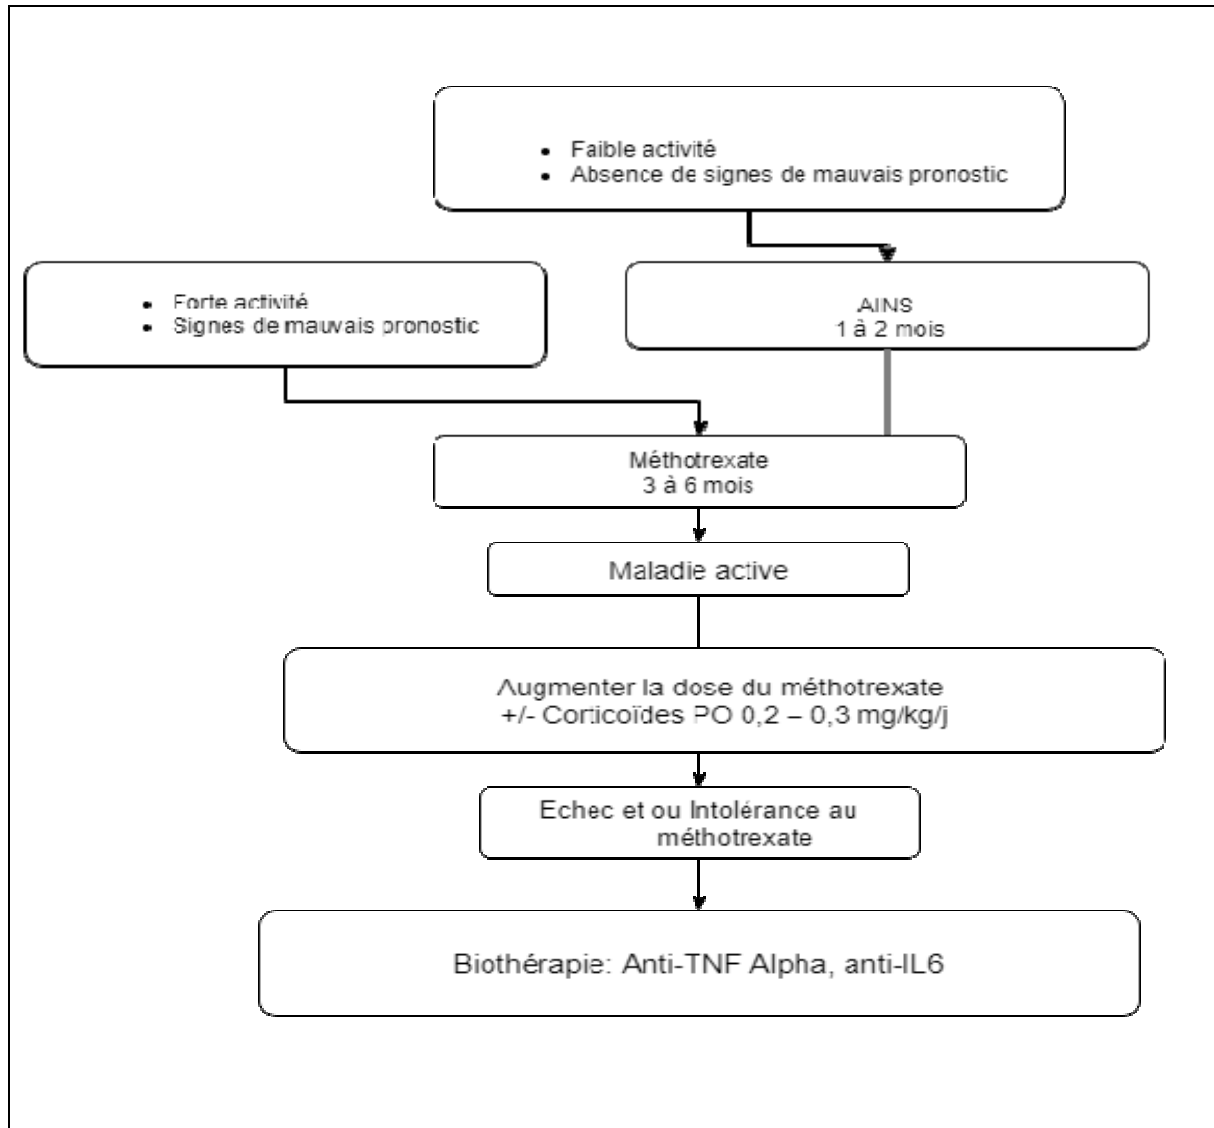 • Faible activité
• Absence de signes de mauvais pronostic
• Forte activité
• Signes de mauvais pronostic
AINS
1 à 2 mois
Méthotrexate
3 à 6 mois
Maladie active
Augmenter la dose du méthotrexate
+/- Corticoïdes PO 0,2 – 0,3 mg/kg/j
Echec et ou Intolérance au
méthotrexate
Biothérapie: Anti-TNF Alpha, anti-IL6